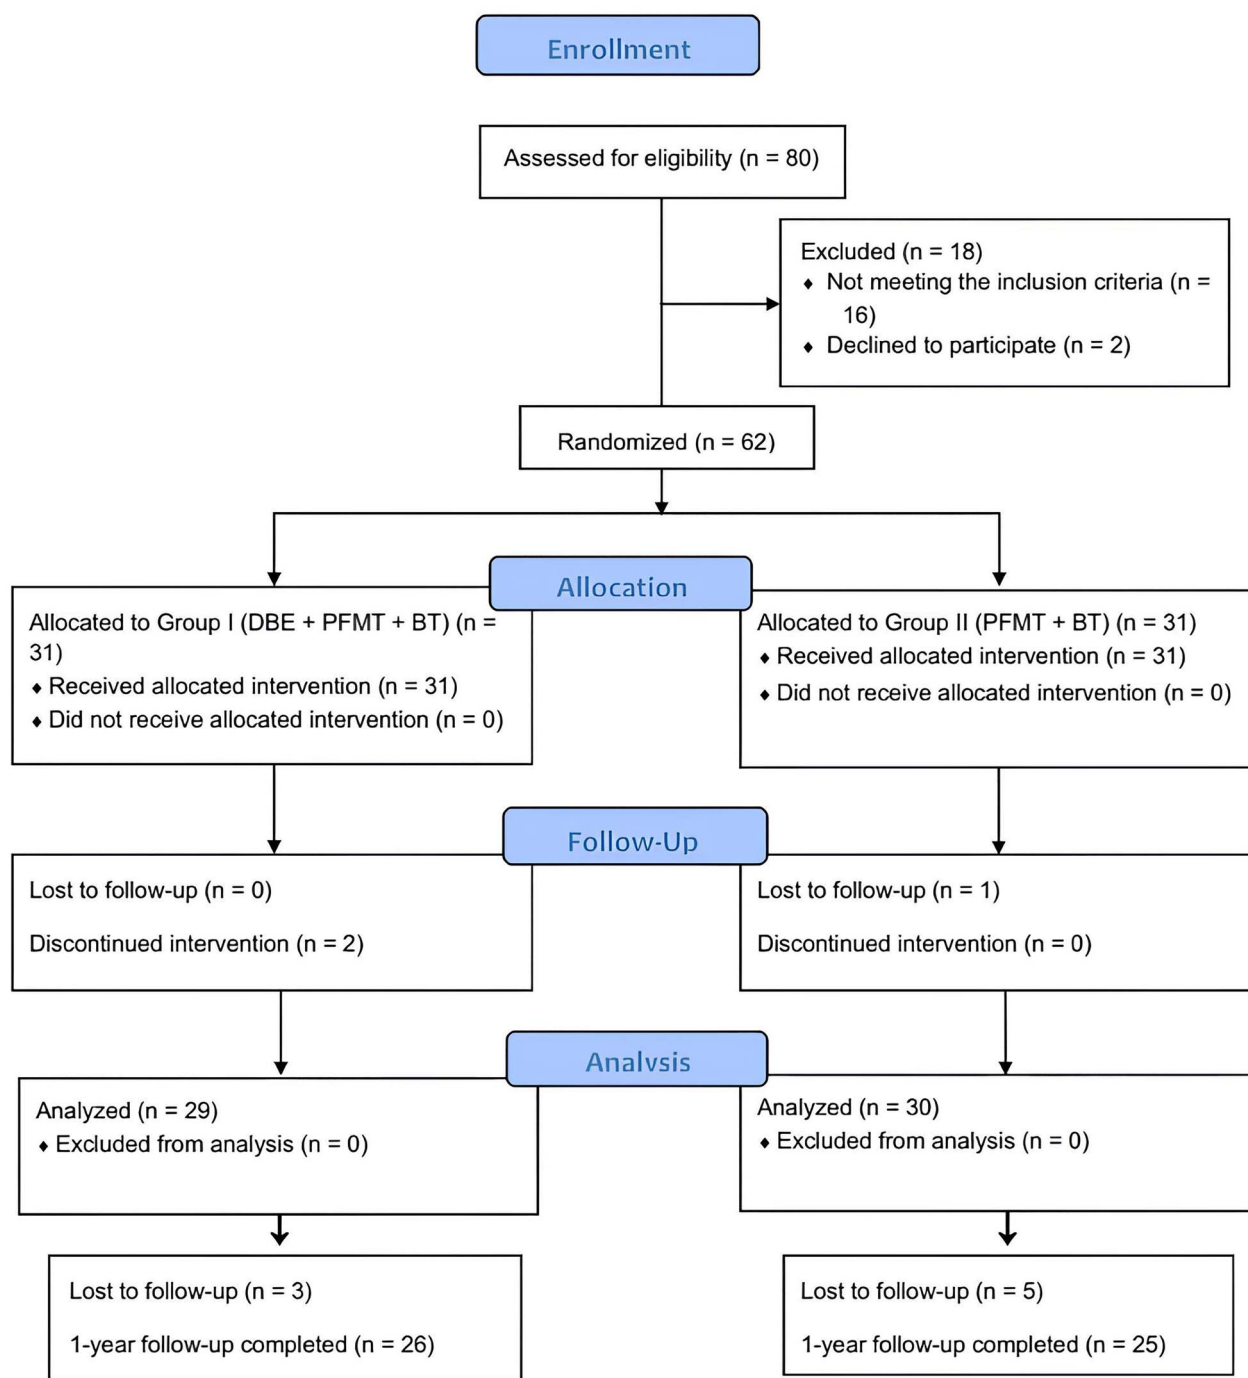 Enrollment
Assessed for eligibility (n = 80)
Excluded (n = 18)
♦ Not meeting the inclusion criteria (n =
16)
♦ Declined to participate (n = 2)
Randomized (n = 62)
Allocation
Allocated to Group I (DBE + PFMT + BT) (n =
31)
♦ Received allocated intervention (n = 31)
♦ Did not receive allocated intervention (n = 0)
Allocated to Group II (PFMT + BT) (n = 31)
♦ Received allocated intervention (n = 31)
♦ Did not receive allocated intervention (n = 0)
Follow-Up
Lost to follow-up (n = 0)
Discontinued intervention (n = 2)
Lost to follow-up (n = 1)
Discontinued intervention (n = 0)
Analysis
Analyzed (n = 29)
♦ Excluded from analysis (n = 0)
Analyzed (n = 30)
♦ Excluded from analysis (n = 0)
Lost to follow-up (n = 3)
1-year follow-up completed (n = 26)
Lost to follow-up (n = 5)
1-year follow-up completed (n = 25)